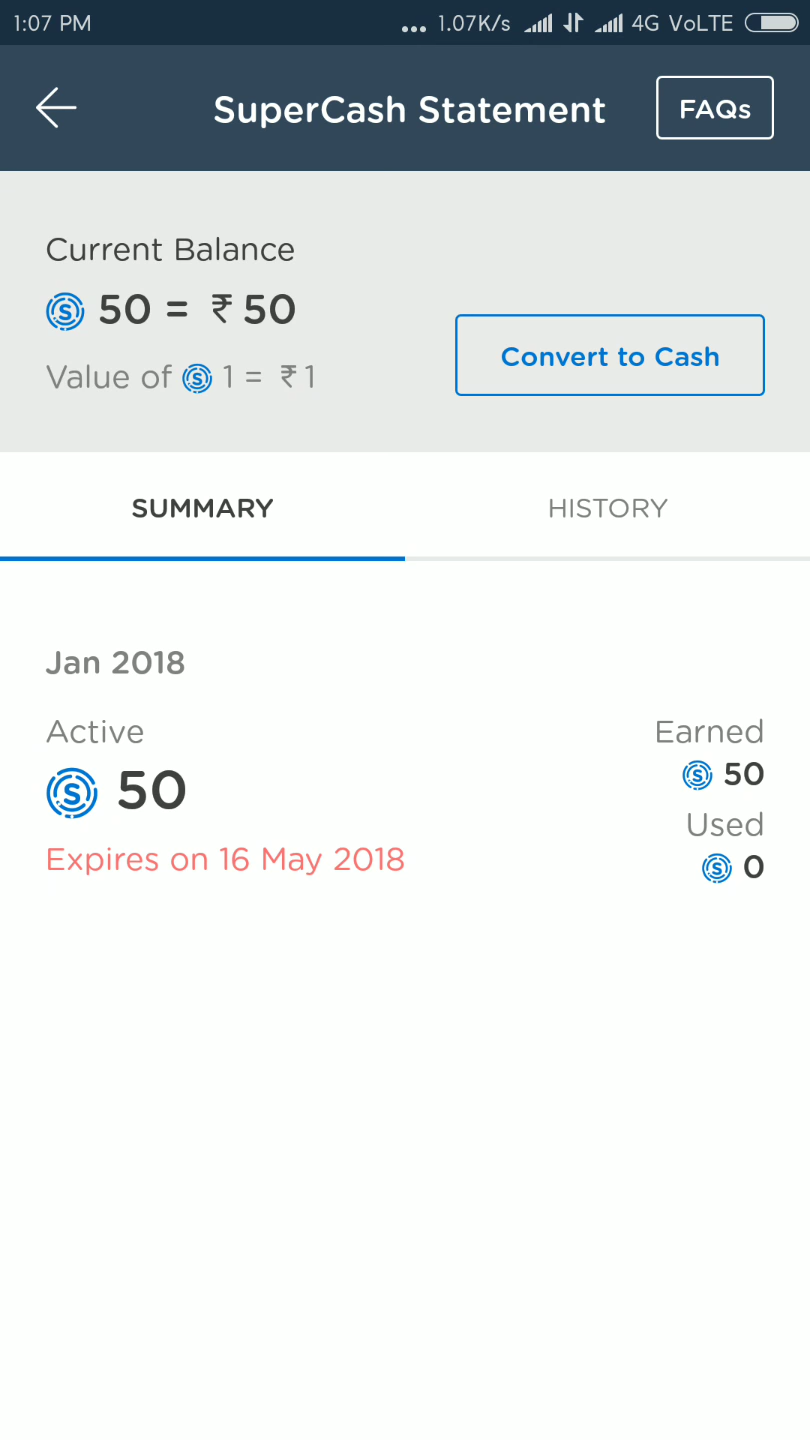 1:07 PM
... 1.07K/s 4G VoLTE
SuperCash Statement
FAQs
Current Balance
S 50 = ₹ 50
Value of S 1 = ₹ 1
Convert to Cash
SUMMARY
HISTORY
Jan 2018
Active
S 50
Expires on 16 May 2018
Earned
S 50
Used
S 0